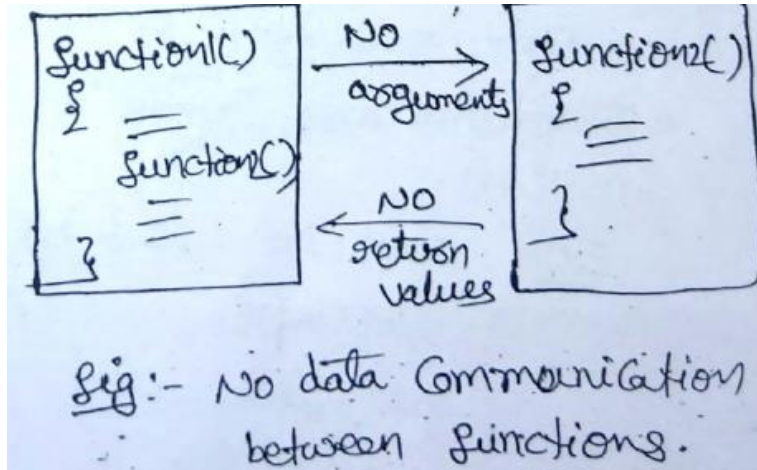 function1()
{
function2()
}
NO
arguments
NO
return
values
function2()
{
}
fig:- NO data Communication
between functions.